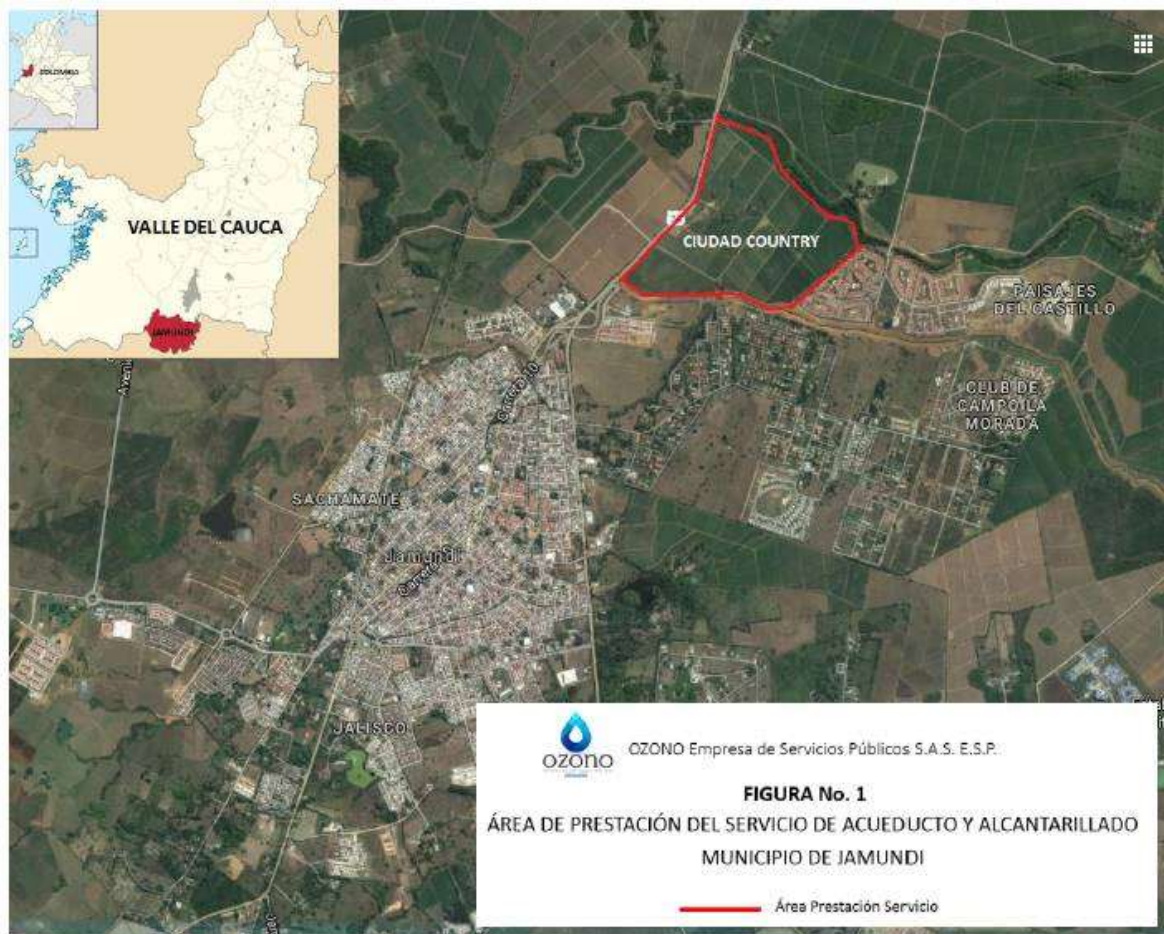 COLOMBIA
VALLE DEL CAUCA
JAMUNDI
CIUDAD COUNTRY
PAISAJES
DEL CASTILLO
CLUB DE
CAMPO LA
MORADA
Carrera 10
SACHAMATE
Jamundi
JALISCO
ozono
OZONO Empresa de Servicios Públicos S.A.S. E.S.P.
FIGURA No. 1
ÁREA DE PRESTACIÓN DEL SERVICIO DE ACUEDUCTO Y ALCANTARILLADO
MUNICIPIO DE JAMUNDI
Área Prestación Servicio